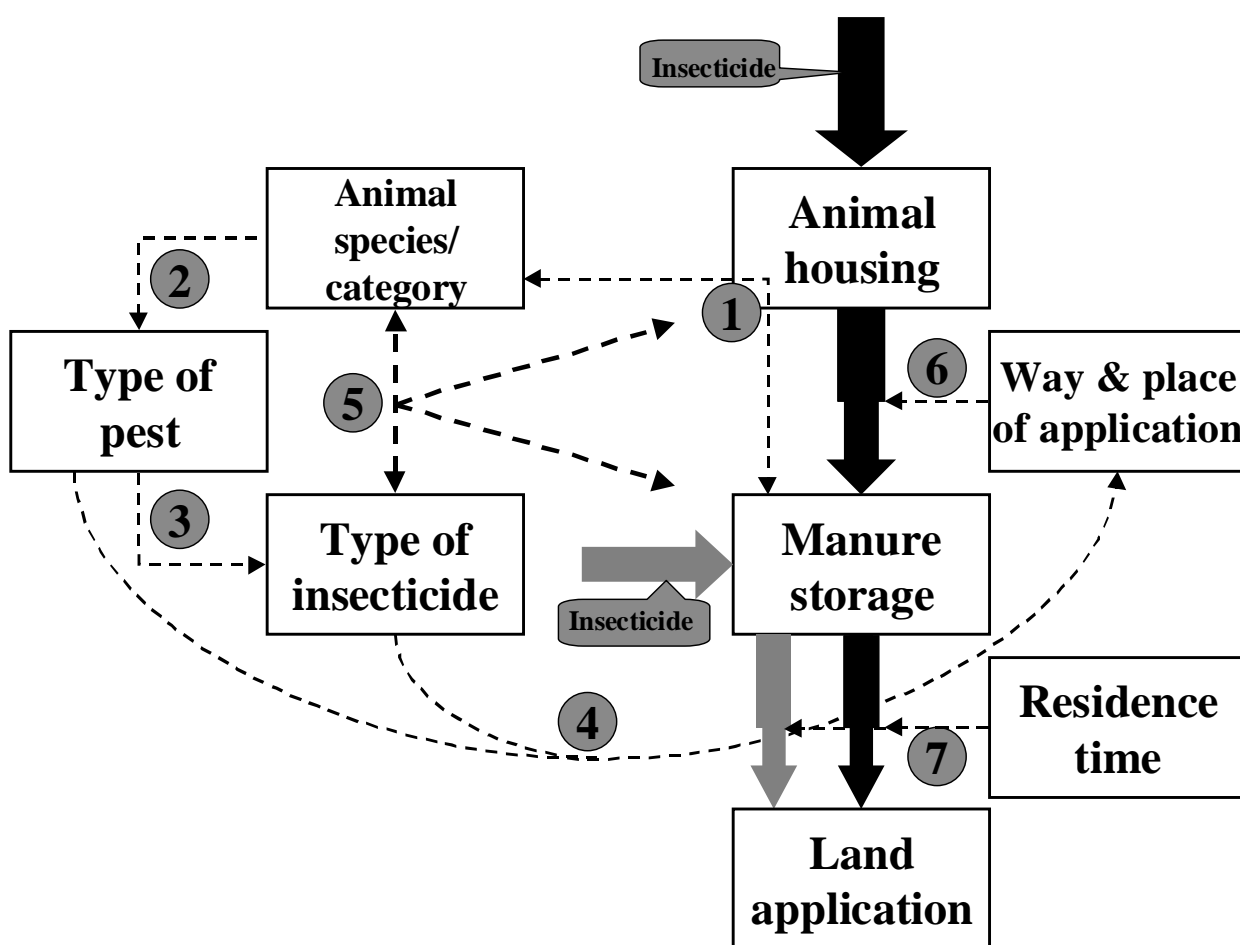 Insecticide
Animal
species/
category
Animal
housing
2
1
Type of
pest
5
6
Way & place
of application
3
Type of
insecticide
Manure
storage
Insecticide
4
Residence
time
7
Land
application